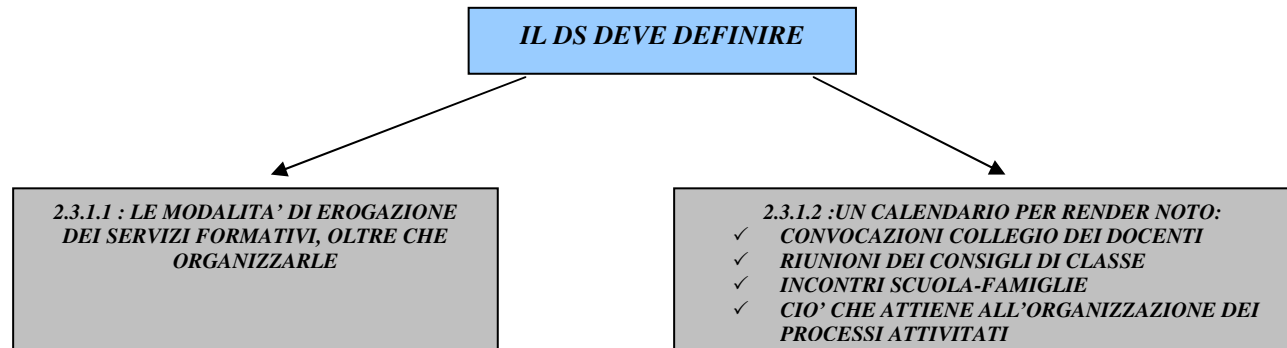 IL DS DEVE DEFINIRE
2.3.1.1 : LE MODALITA’ DI EROGAZIONE
DEI SERVIZI FORMATIVI, OLTRE CHE
ORGANIZZARLE
2.3.1.2 :UN CALENDARIO PER RENDER NOTO:
✓ CONVOCAZIONI COLLEGIO DEI DOCENTI
✓ RIUNIONI DEI CONSIGLI DI CLASSE
✓ INCONTRI SCUOLA-FAMIGLIE
✓ CIO’ CHE ATTIENE ALL’ORGANIZZAZIONE DEI
PROCESSI ATTIVITATI